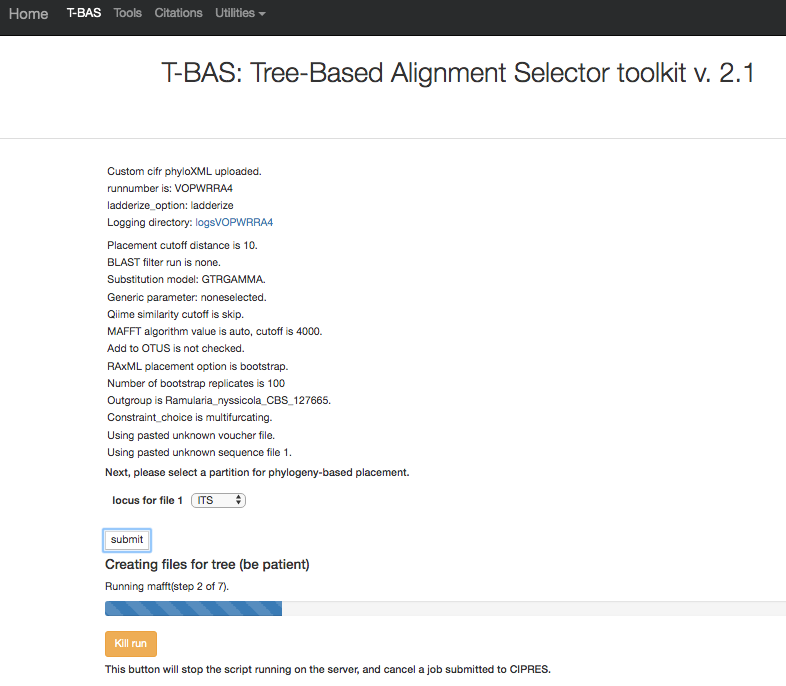 Home T-BAS Tools Citations Utilities
T-BAS: Tree-Based Alignment Selector toolkit v. 2.1
Custom cifr phyloXML uploaded.
runnumber is: VOPWRRA4
ladderize_option: ladderize
Logging directory: logsVOPWRRA4
Placement cutoff distance is 10.
BLAST filter run is none.
Substitution model: GTRGAMMA.
Generic parameter: noneselected.
Qiime similarity cutoff is skip.
MAFFT algorithm value is auto, cutoff is 4000.
Add to OTUS is not checked.
RAxML placement option is bootstrap.
Number of bootstrap replicates is 100
Outgroup is Ramularia_nyssicola_CBS_127665.
Constraint_choice is multifurcating.
Using pasted unknown voucher file.
Using pasted unknown sequence file 1.
Next, please select a partition for phylogeny-based placement.
locus for file 1 ITS
submit
Creating files for tree (be patient)
Running mafft(step 2 of 7).
Kill run
This button will stop the script running on the server, and cancel a job submitted to CIPRES.